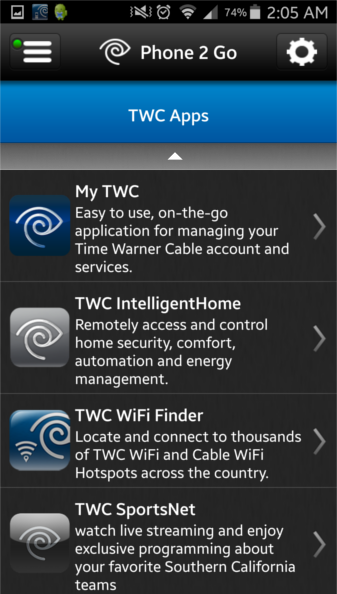 74% 2:05 AM
Phone 2 Go
TWC Apps
My TWC
Easy to use, on-the-go
application for managing your
Time Warner Cable account and
services.
TWC IntelligentHome
Remotely access and control
home security, comfort,
automation and energy
management.
TWC WiFi Finder
Locate and connect to thousands
of TWC WiFi and Cable WiFi
Hotspots across the country.
TWC SportsNet
watch live streaming and enjoy
exclusive programming about
your favorite Southern California
teams